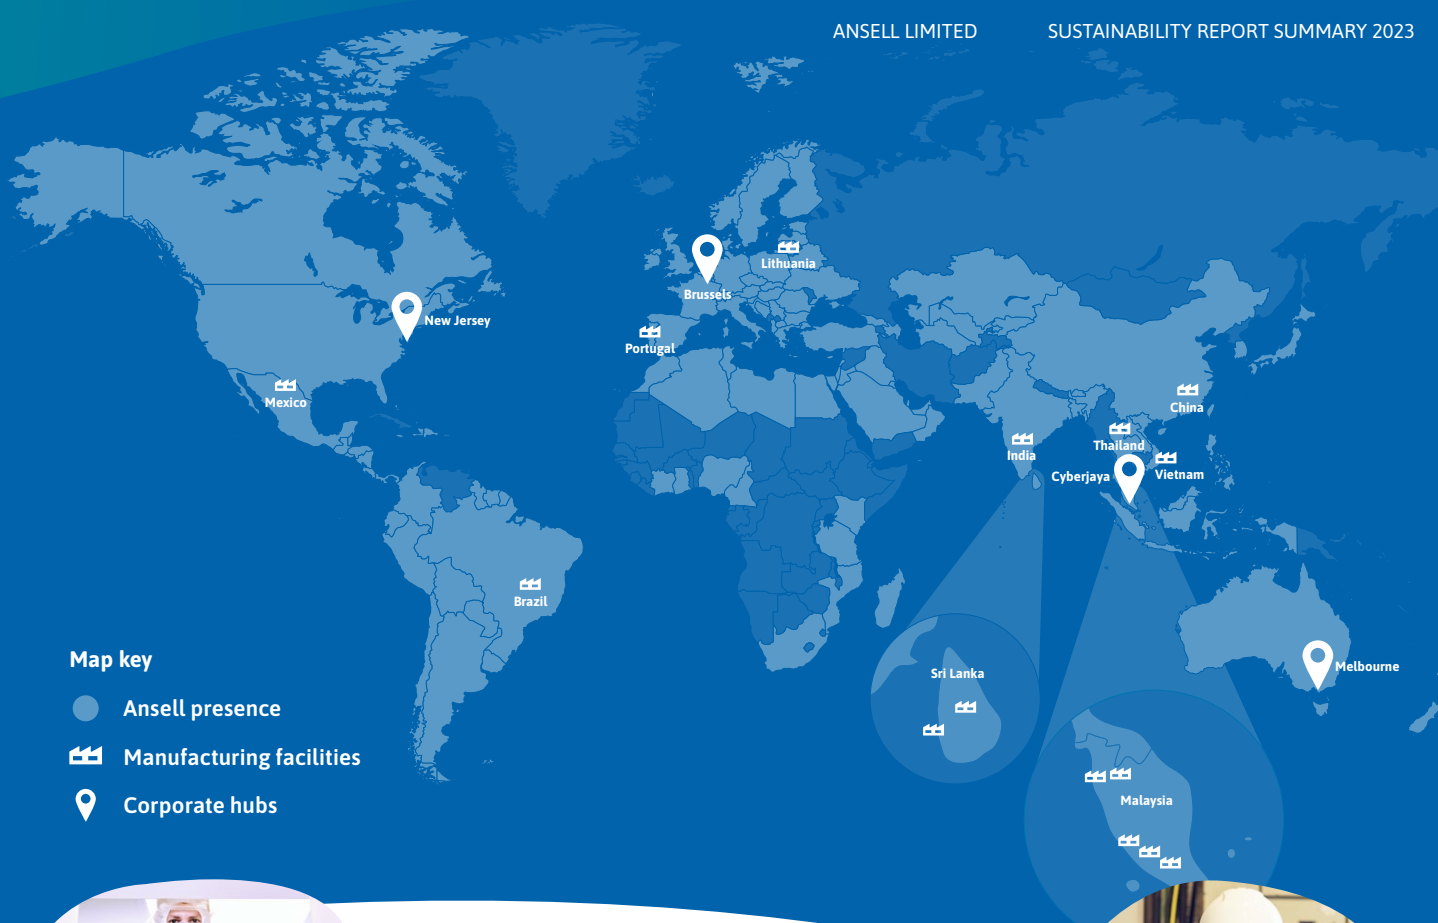 ANSELL LIMITED
SUSTAINABILITY REPORT SUMMARY 2023
Lithuania
Brussels
New Jersey
Portugal
Mexico
China
Thailand
India
Cyberjaya
Vietnam
Brazil
Melbourne
Sri Lanka
Malaysia
Map key
Ansell presence
Manufacturing facilities
Corporate hubs